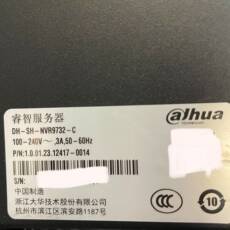 睿智服务器
alhua
DH-SH-NVR9732-C
100-240V~,3A,50-60Hz
P/N:1.0.01.23.12417-0014
S/N:
中国制造
浙江大华技术股份有限公司
杭州市滨江区滨安路1187号
10